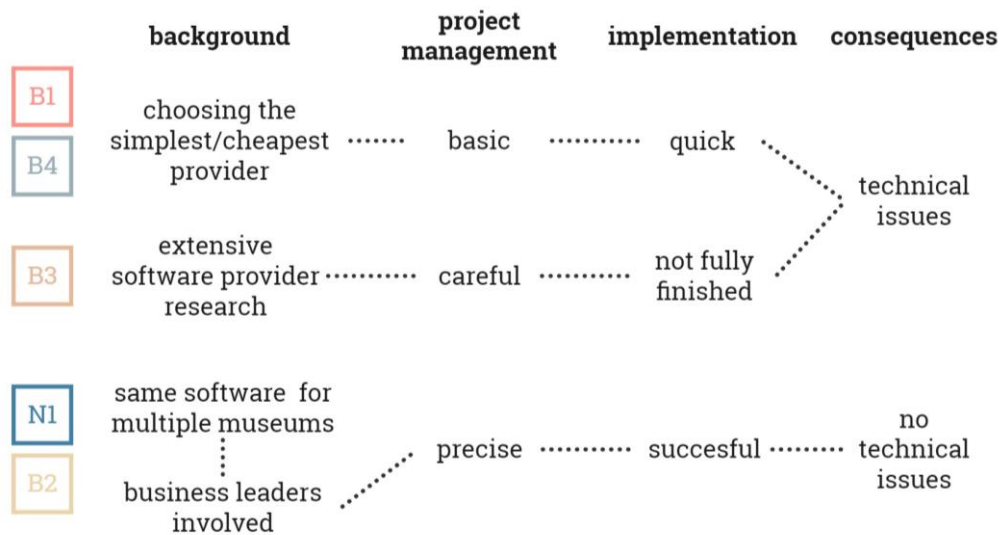 background
project
management
implementation
consequences
B1
B4
choosing the
simplest/cheapest
provider
basic
quick
technical
issues
B3
extensive
software provider
research
careful
not fully
finished
N1
B2
same software for
multiple museums
business leaders
involved
precise
succesful
no
technical
issues